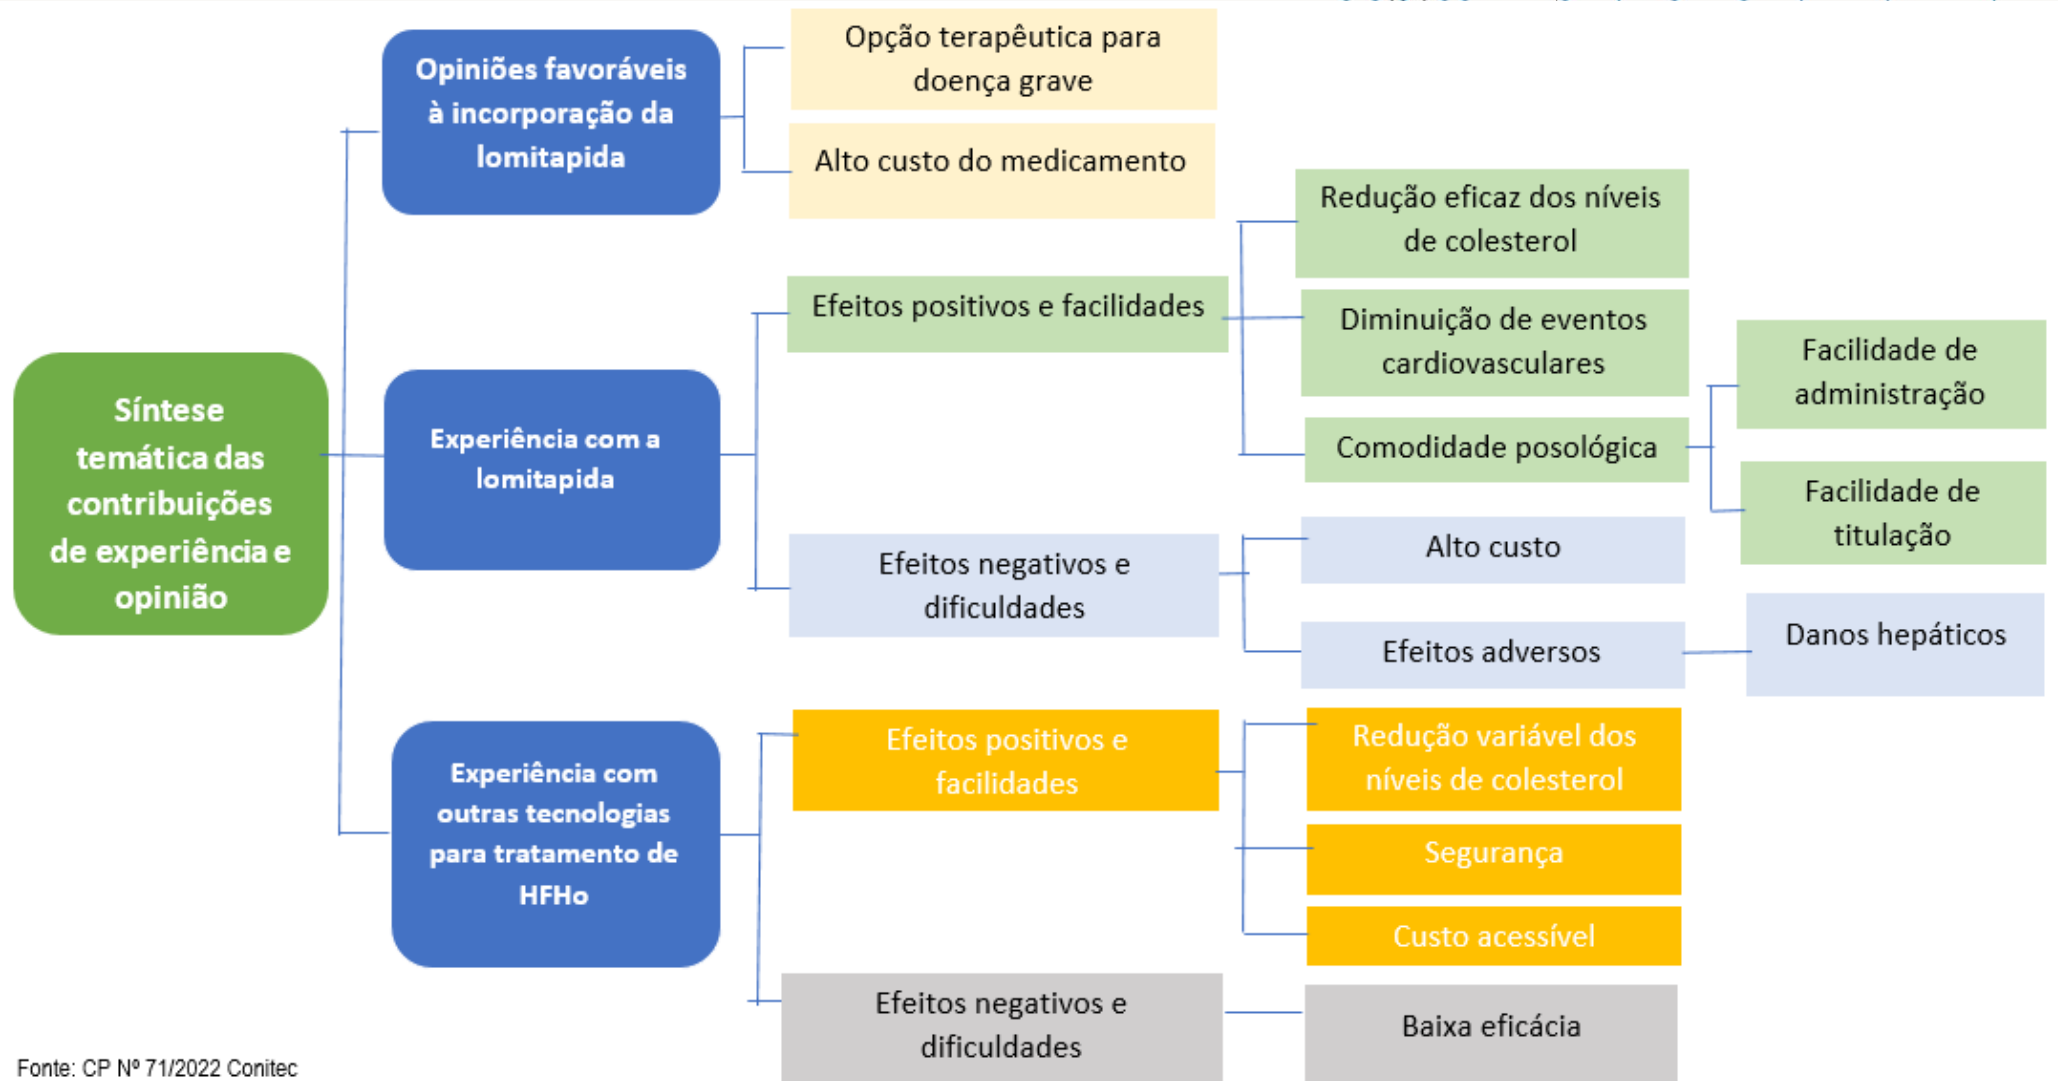 Opiniões favoráveis
à incorporação da
lomitapida
Opção terapêutica para
doença grave
Alto custo do medicamento
Síntese
temática das
contribuições
de experiência e
opinião
Experiência com a
lomitapida
Efeitos positivos e facilidades
Redução eficaz dos níveis
de colesterol
Diminuição de eventos
cardiovasculares
Comodidade posológica
Facilidade de
administração
Facilidade de
titulação
Efeitos negativos e
dificuldades
Alto custo
Efeitos adversos
Danos hepáticos
Experiência com
outras tecnologias
para tratamento de
HFHo
Efeitos positivos e
facilidades
Redução variável dos
níveis de colesterol
Segurança
Custo acessível
Efeitos negativos e
dificuldades
Baixa eficácia
Fonte: CP Nº 71/2022 Conitec